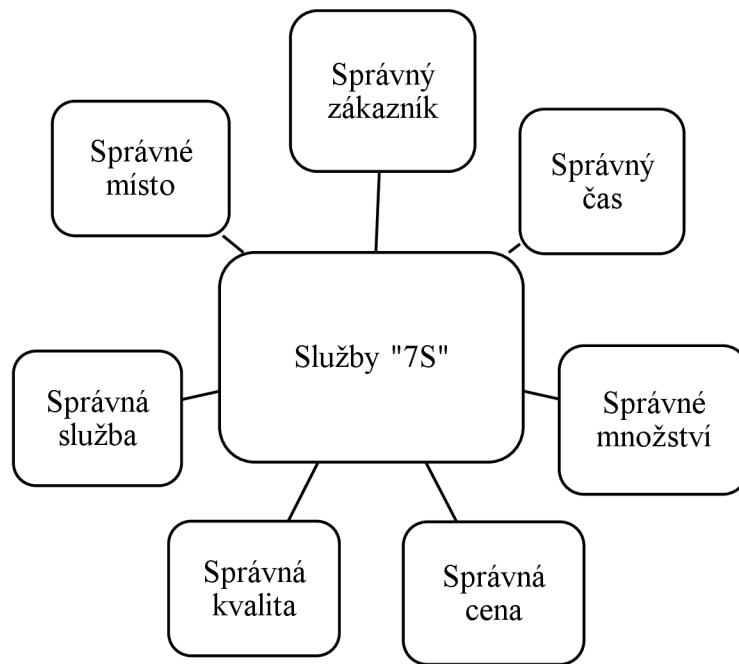 Správný
zákazník
Správné
místo
Správný
čas
Služby "7S"
Správná
služba
Správné
množství
Správná
kvalita
Správná
cena